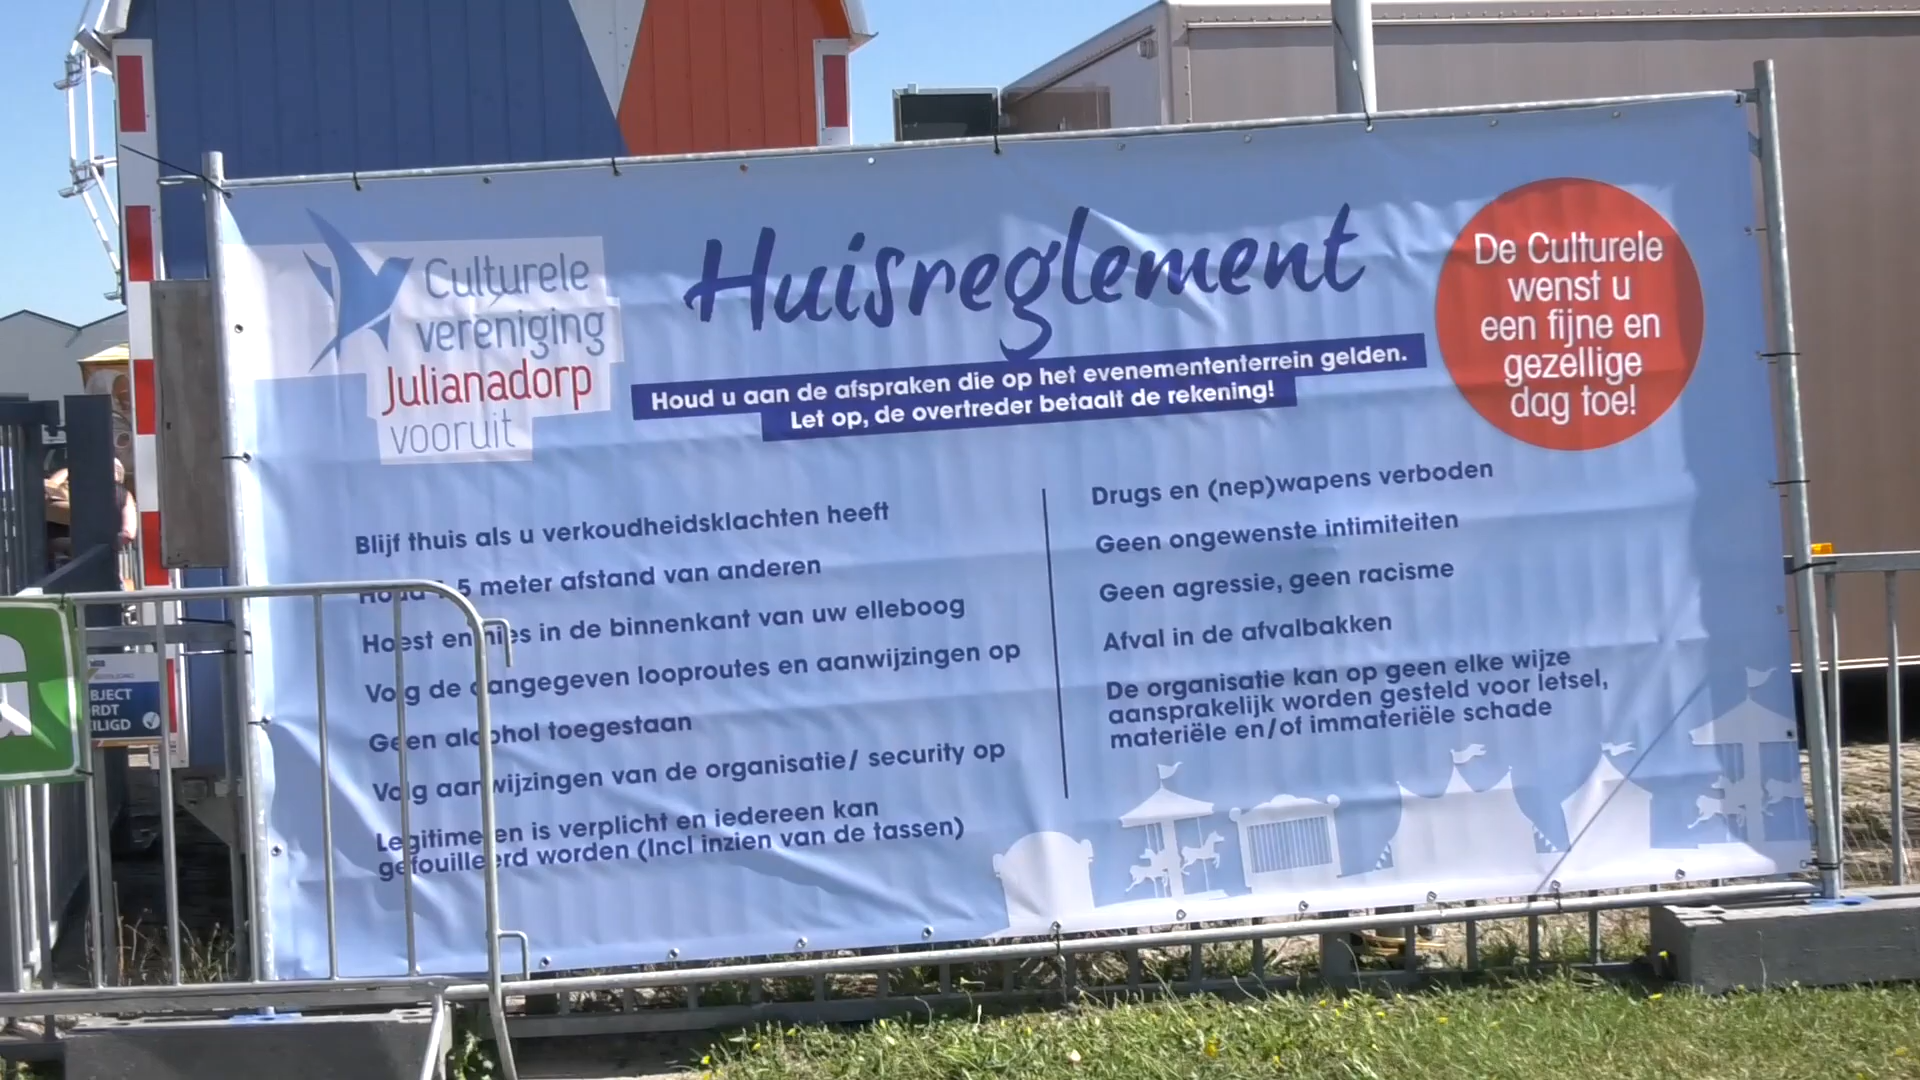 Culturele
vereniging
Julianadorp
vooruit
Huisreglement
Houd u aan de afspraken die op het evenemententerrein gelden.
Let op, de overtreder betaalt de rekening!
De Culturele
wenst u
een fijne en
gezellige
dag toe!
Blijf thuis als u verkoudheidsklachten heeft
Houd 5 meter afstand van anderen
Hoest en nies in de binnenkant van uw elleboog
Volg de aangegeven looproutes en aanwijzingen op
Geen alcohol toegestaan
Volg aanwijzingen van de organisatie/ security op
Legitimeren is verplicht en iedereen kan
gefouilleerd worden (Incl inzien van de tassen)
Drugs en (nep)wapens verboden
Geen ongewenste intimiteiten
Geen agressie, geen racisme
Afval in de afvalbakken
De organisatie kan op geen elke wijze
aansprakelijk worden gesteld voor letsel,
materiële en/of immateriële schade
BJECT
RDT
ILIGD